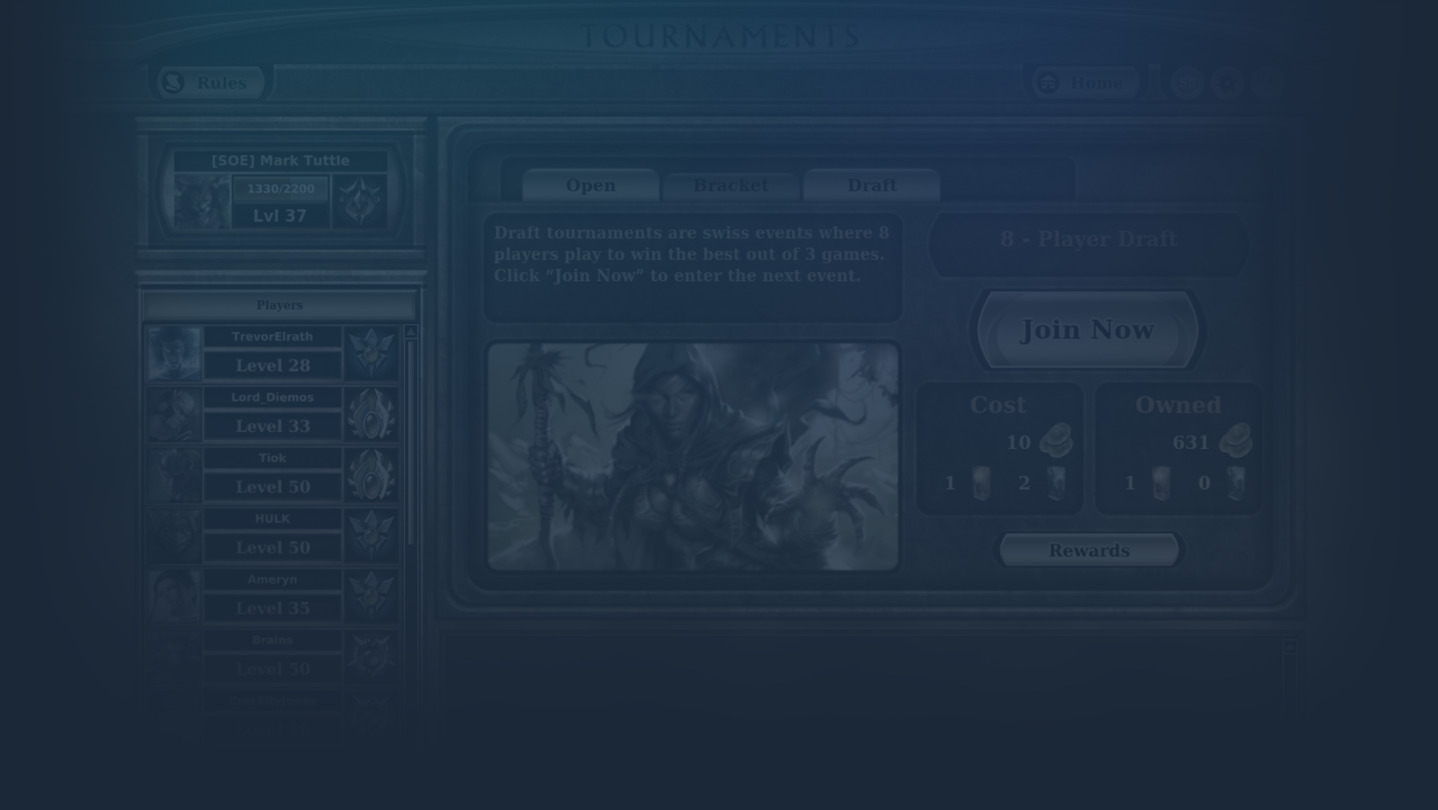 TOURNAMENTS
Rules
Home
[SOE] Mark Tuttle
1330/2200
Lvl 37
Players
TrevorElrath
Level 28
Lord_Diemos
Level 33
Tiok
Level 50
HULK
Level 50
Ameryn
Level 35
Brains
Level 50
Open
Bracket
Draft
Draft tournaments are swiss events where 8
players play to win the best out of 3 games.
Click “Join Now” to enter the next event.
8 - Player Draft
Join Now
Cost
10
1 2
Owned
631
1 0
Rewards